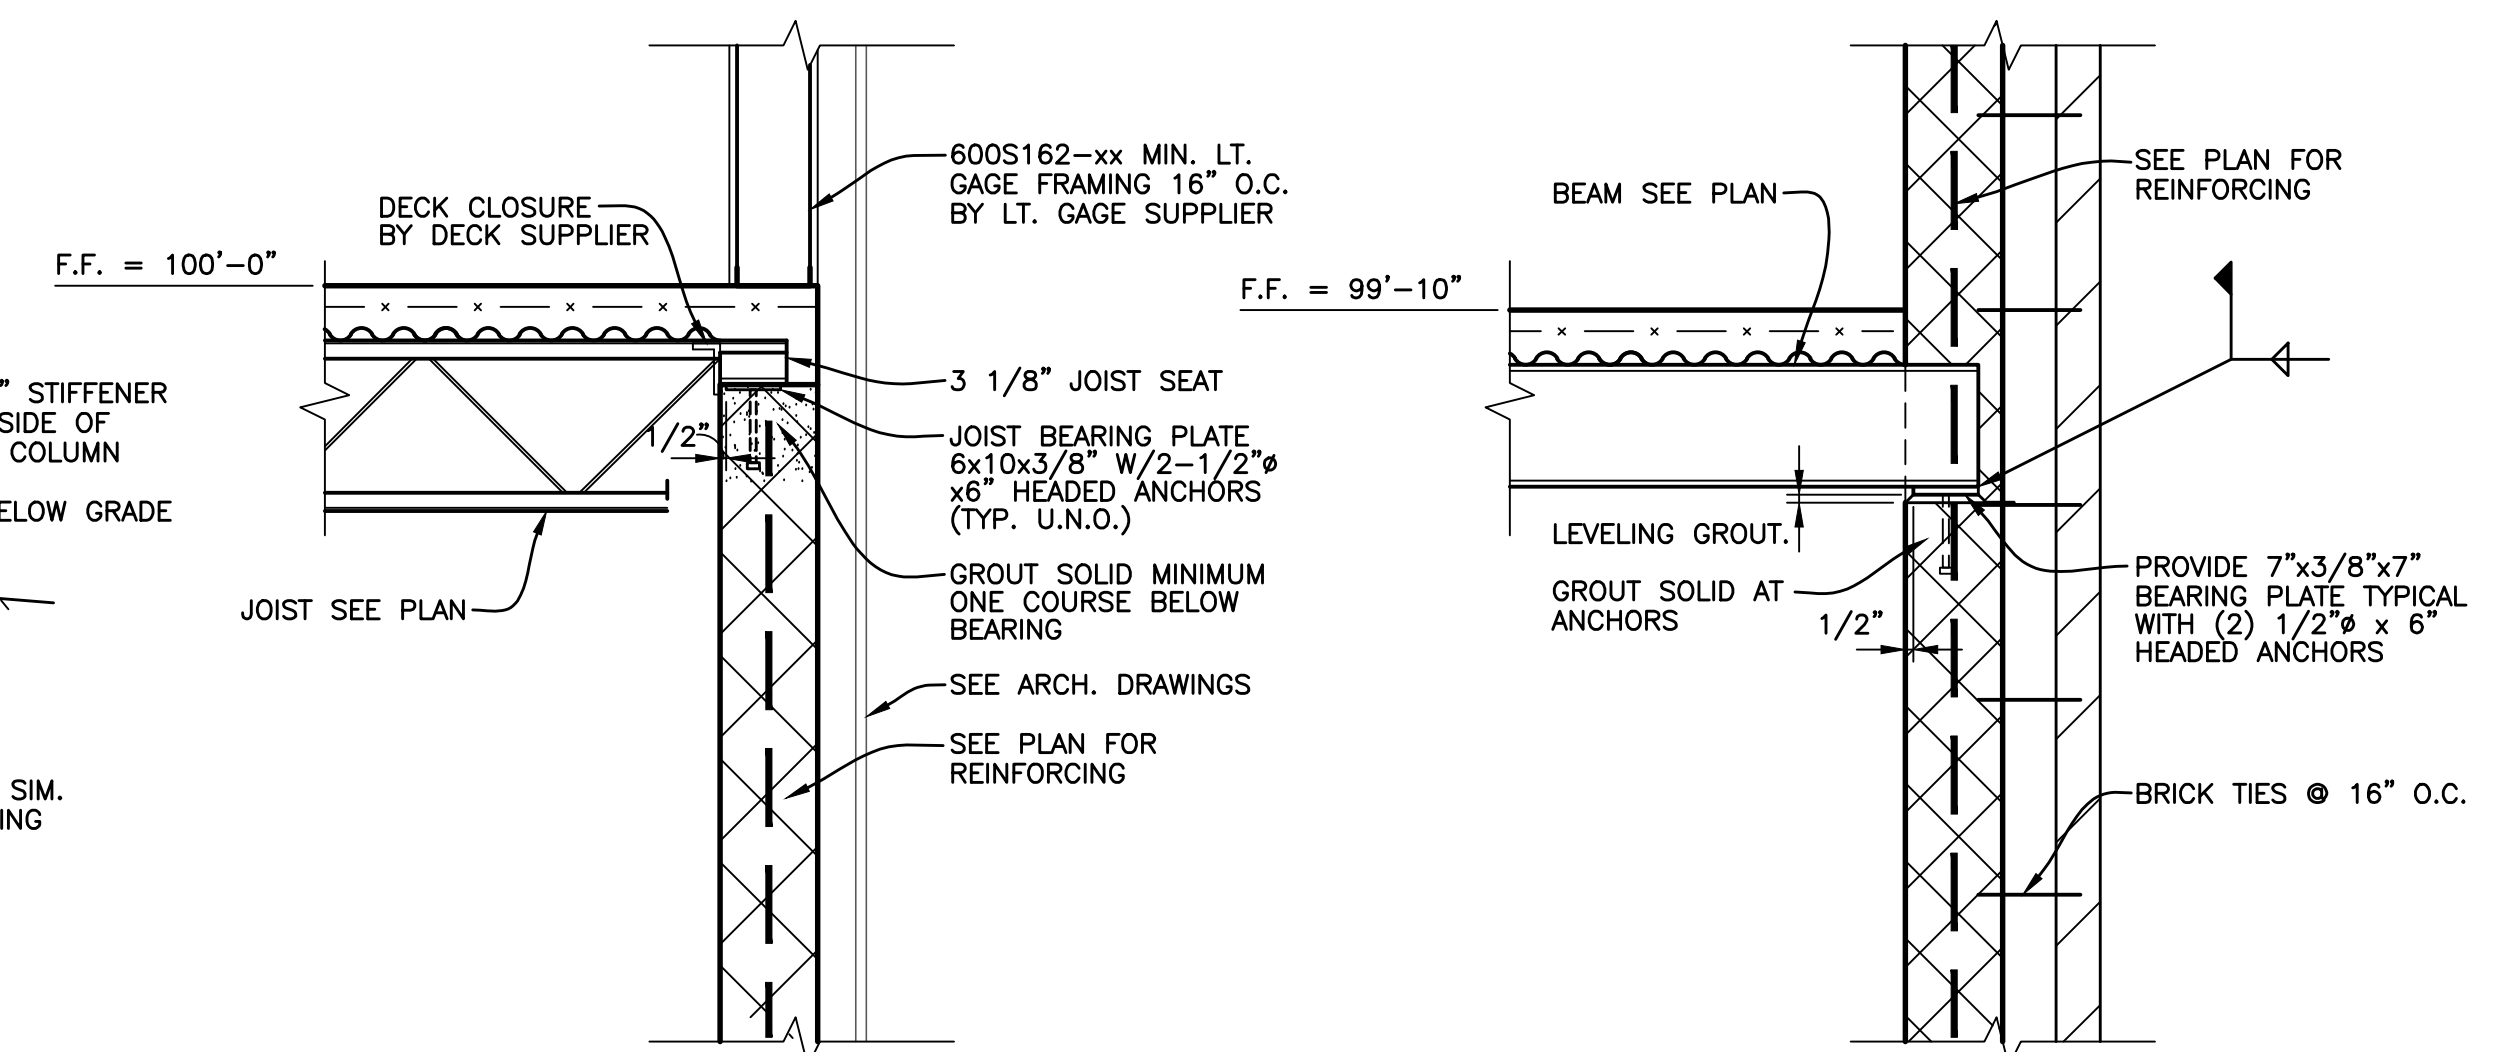 600S162-xx MIN. LT.
GAGE FRAMING 16" O.C.
BY LT. GAGE SUPPLIER
DECK CLOSURE
BY DECK SUPPLIER
F.F. = 100'-0"
" STIFFENER
SIDE OF
COLUMN
ELOW GRADE
3 1/8" JOIST SEAT
1/2"
JOIST BEARING PLATE
6x10x3/8" W/2-1/2"ø
x6" HEADED ANCHORS
(TYP. U.N.O.)
GROUT SOLID MINIMUM
ONE COURSE BELOW
BEARING
JOIST SEE PLAN
SEE ARCH. DRAWINGS
SEE PLAN FOR
REINFORCING
SIM.
ING
BEAM SEE PLAN
SEE PLAN FOR
REINFORCING
F.F. = 99'-10"
LEVELING GROUT.
GROUT SOLID AT
ANCHORS
1/2"
PROVIDE 7"x3/8"x7"
BEARING PLATE TYPICAL
WITH (2) 1/2"ø x 6"
HEADED ANCHORS
BRICK TIES @ 16" O.C.